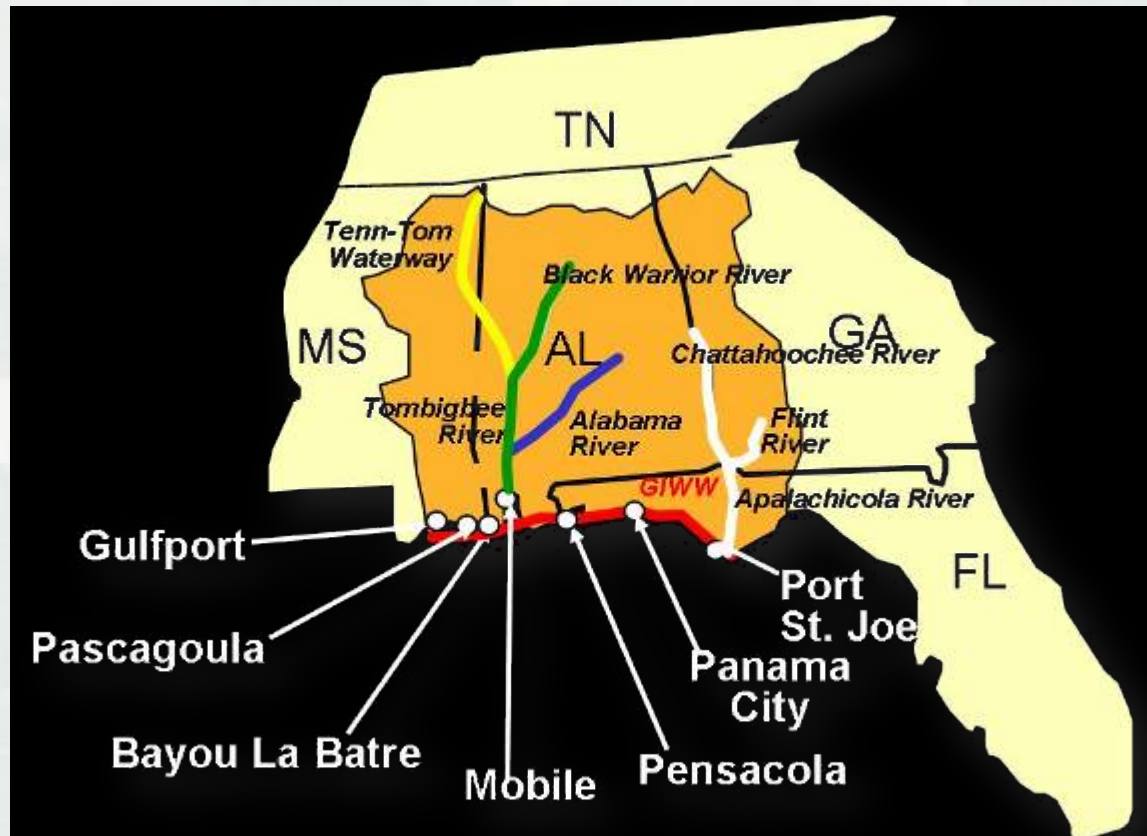 TN
Tenn-Tom
Waterway
Black Warrior River
MS
AL
GA
Chattahoochee River
Tombigbee
River
Alabama
River
Flint
River
GIWW
Apalachicola River
Gulfport
FL
Port
St. Joe
Pascagoula
Panama
City
Bayou La Batre
Mobile
Pensacola